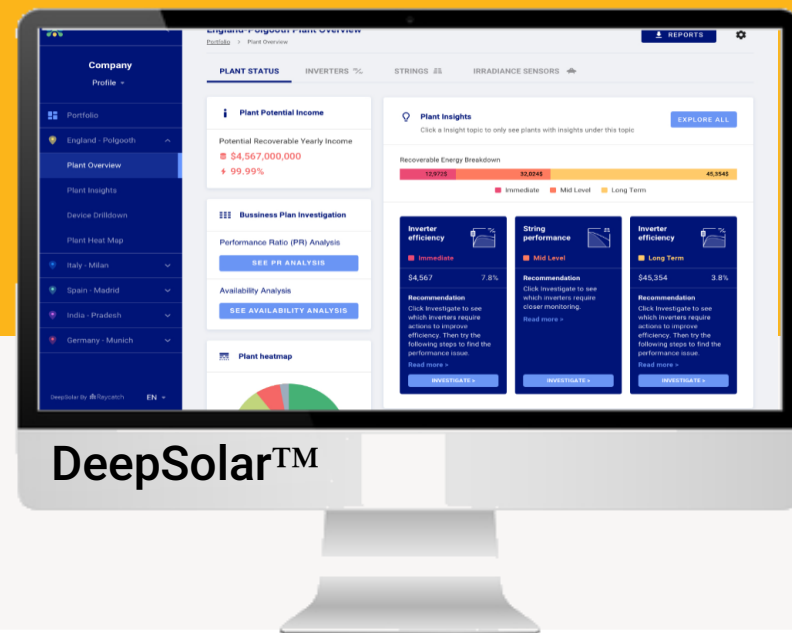 England-Polgooth Plant Overview
REPORTS
Portfolio > Plant Overview
Company
Profile
PLANT STATUS
INVERTERS
STRINGS
IRRADIANCE SENSORS
Portfolio
England - Polgooth
Plant Overview
Plant Insights
Device Drilldown
Plant Heat Map
Italy - Milan
Spain - Madrid
India - Pradesh
Germany - Munich
DeepSolar By Raycatch
EN
Plant Potential Income
Potential Recoverable Yearly Income
$4,567,000,000
99.99%
Bussiness Plan Investigation
Performance Ratio (PR) Analysis
SEE PR ANALYSIS
Availability Analysis
SEE AVAILABILITY ANALYSIS
Plant heatmap
Plant Insights
Click a Insight topic to only see plants with insights under this topic
EXPLORE ALL
Recoverable Energy Breakdown
12,972$
32,024$
45,354$
Immediate
Mid Level
Long Term
Inverter
efficiency
Immediate
$4,567
7.8%
Recommendation
Click Investigate to see
which inverters require
actions to improve
efficiency. Then try the
following steps to find the
performance issue.
Read more >
INVESTIGATE >
String
performance
Mid Level
Recommendation
Click Investigate to see
which inverters require
closer monitoring.
Read more >
INVESTIGATE >
Inverter
efficiency
Long Term
$45,354
3.8%
Recommendation
Click Investigate to see
which inverters require
actions to improve
efficiency. Then try the
following steps to find the
performance issue.
Read more >
INVESTIGATE >
DeepSolar™